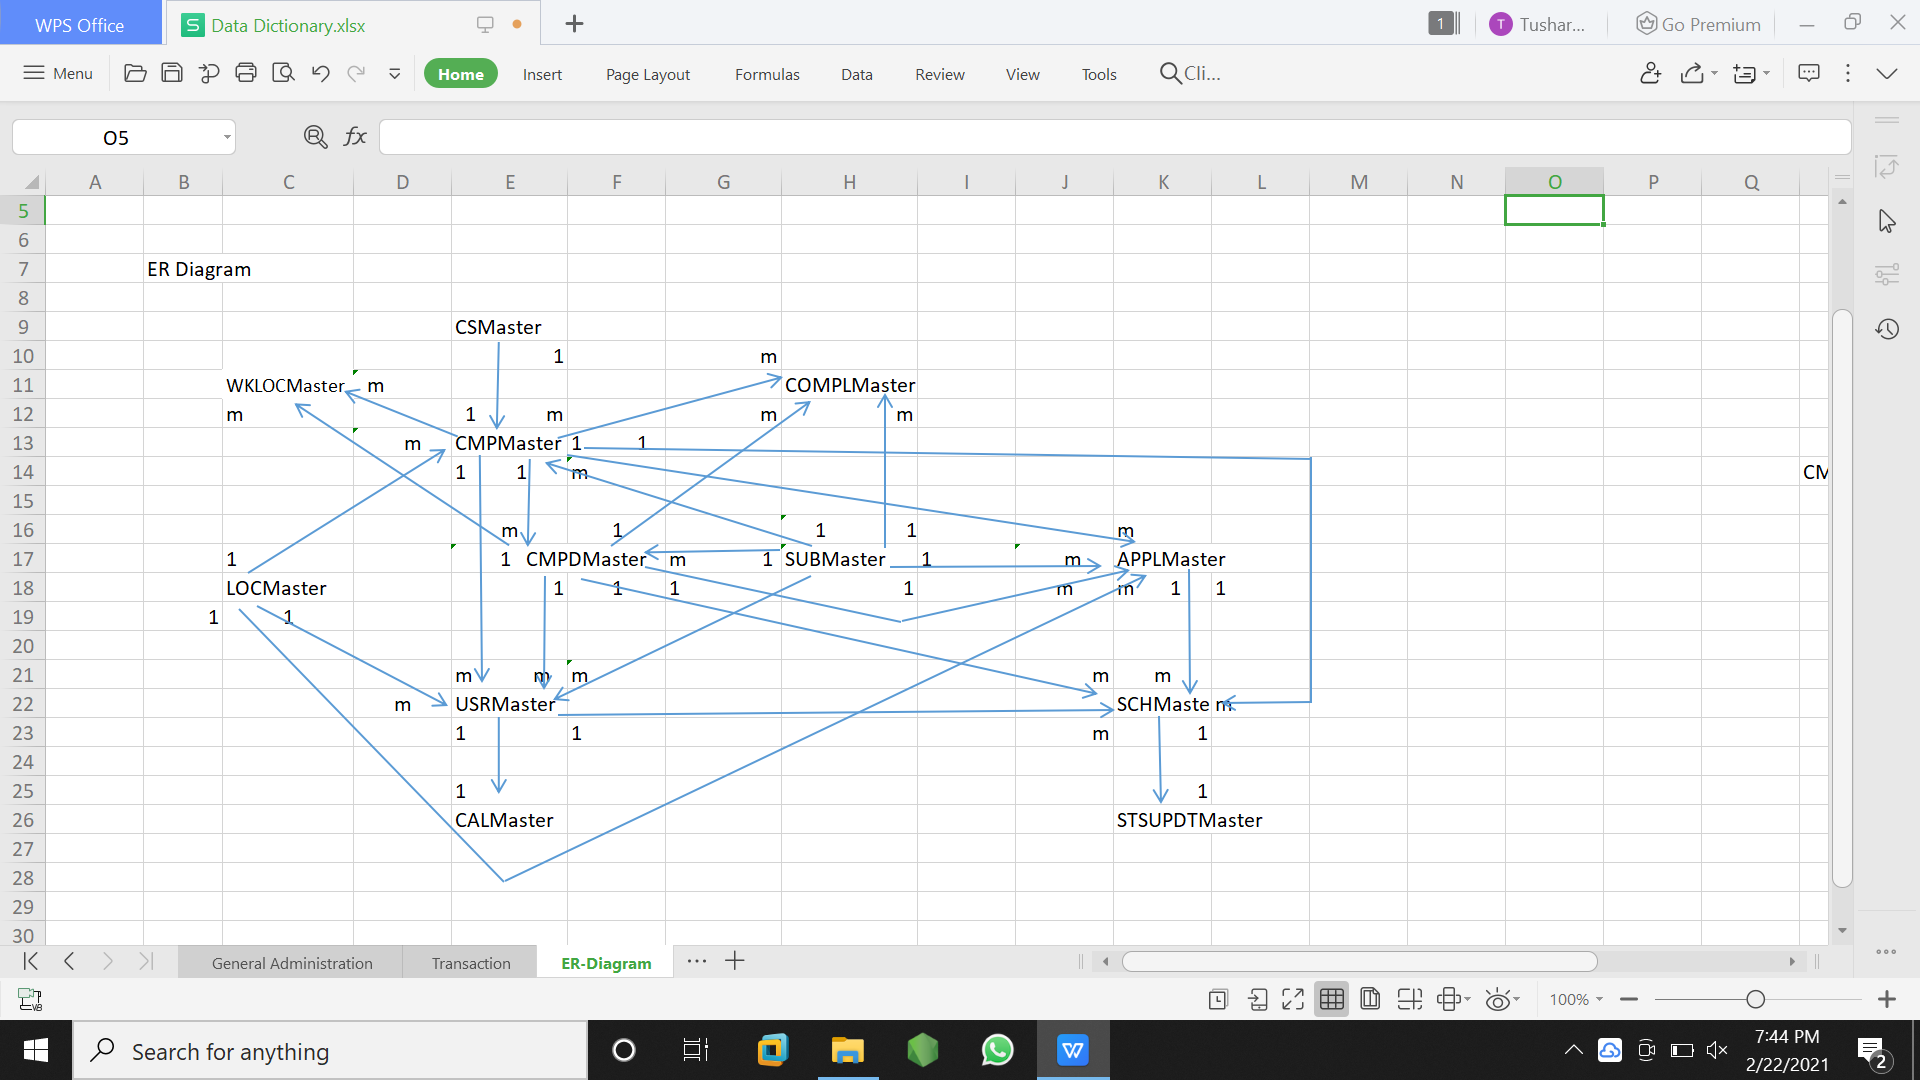 WPS Office
S Data Dictionary.xlsx
1
T Tushar...
Go Premium
Menu
Home Insert Page Layout Formulas Data Review View Tools Cli...
O5
fx
A B C D E F G H I J K L M N O P Q
5
6
7 ER Diagram
8
9 CSMaster
10 1 m
11 WKLOCMaster m COMPLMaster
12 m 1 m m m
13 m CMPMaster 1 1
14 1 1 m CM
15
16 m 1 1 1 m
17 1 1 CMPDMaster m 1 SUBMaster 1 m APPLMaster
18 LOCMaster 1 1 1 1 m m 1 1
19 1 1
20
21 m m m m m
22 m USRMaster SCHMaste m
23 1 1 m 1
24
25 1 1
26 CALMaster STSUPDTMaster
27
28
29
30
General Administration Transaction ER-Diagram
100%
Search for anything
7:44 PM
2/22/2021
2